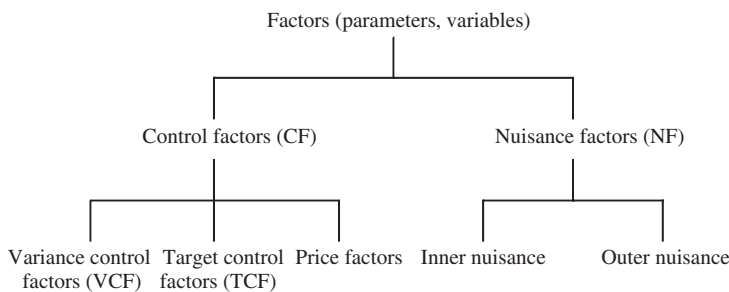 Factors (parameters, variables)
Control factors (CF)
Nuisance factors (NF)
Variance control
factors (VCF)
Target control
factors (TCF)
Price factors
Inner nuisance
Outer nuisance